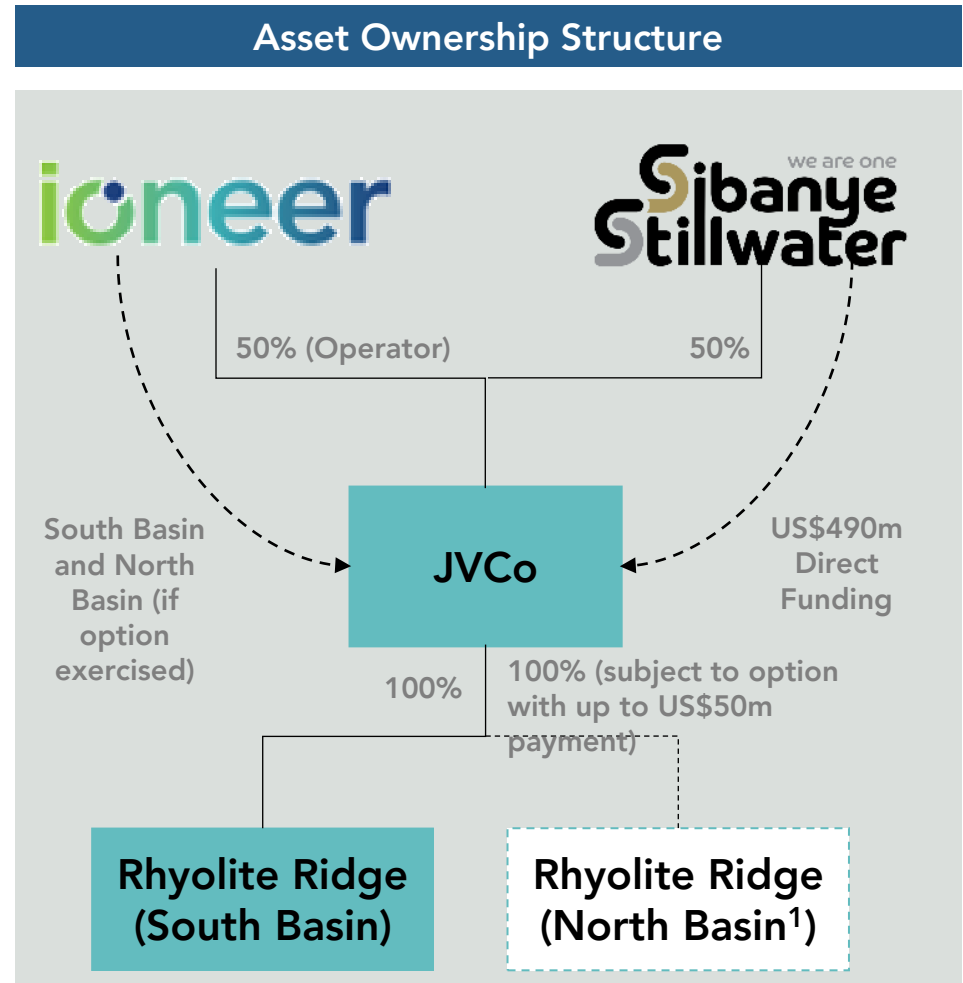 Asset Ownership Structure
ioneer
we are one
Sibanye
Stillwater
50% (Operator)
50%
South Basin
and North
Basin (if
option
exercised)
JVCo
US$490m
Direct
Funding
100%
100% (subject to option
with up to US$50m
payment)
Rhyolite Ridge
(South Basin)
Rhyolite Ridge
(North Basin¹)